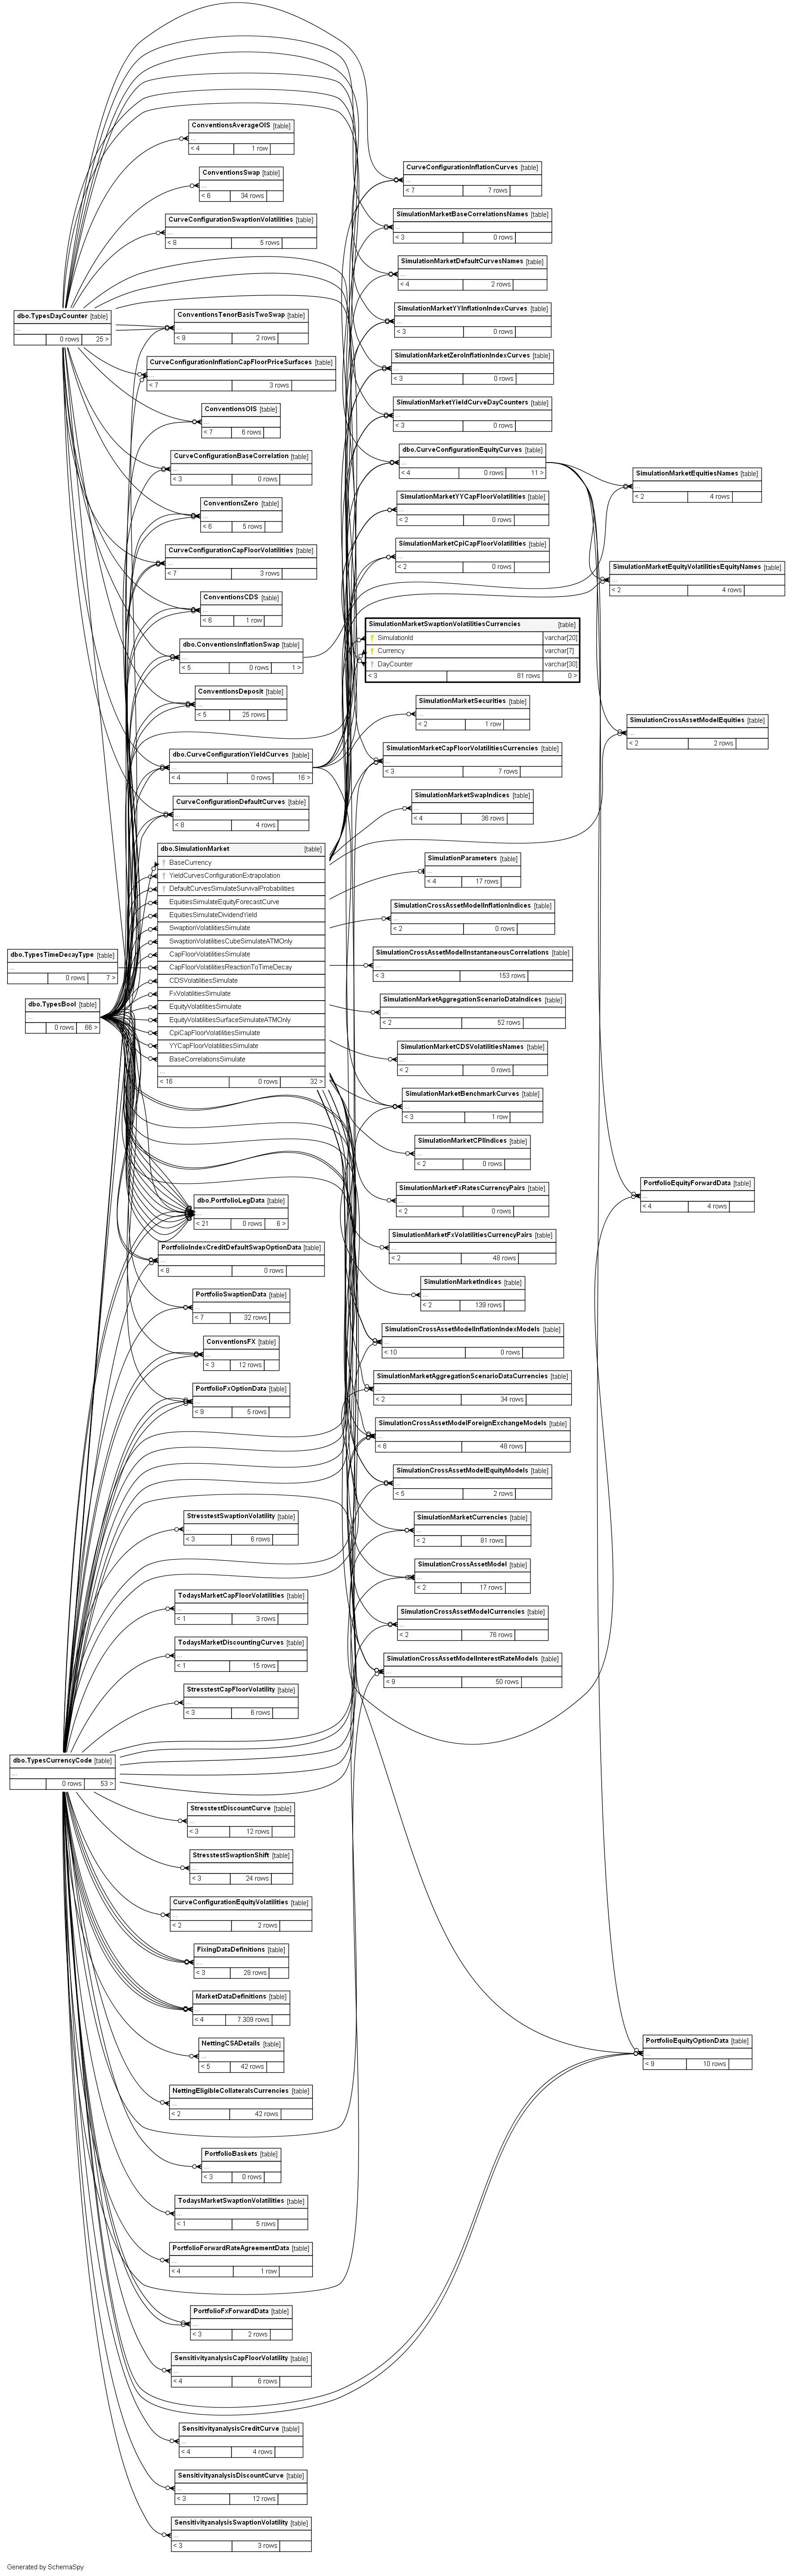 ConventionsAverageOIS [table]
...
< 4 1 row
ConventionsSwap [table]
...
< 6 34 rows
CurveConfigurationSwaptionVolatilities [table]
...
< 8 5 rows
dbo.TypesDayCounter [table]
...
0 rows 25 >
ConventionsTenorBasisTwoSwap [table]
...
< 9 2 rows
CurveConfigurationInflationCapFloorPriceSurfaces [table]
...
< 7 3 rows
ConventionsOIS [table]
...
< 7 6 rows
CurveConfigurationBaseCorrelation [table]
...
< 3 0 rows
ConventionsZero [table]
...
< 6 5 rows
CurveConfigurationCapFloorVolatilities [table]
...
< 7 3 rows
ConventionsCDS [table]
...
< 6 1 row
dbo.ConventionsInflationSwap [table]
...
< 5 0 rows 1 >
ConventionsDeposit [table]
...
< 5 25 rows
dbo.CurveConfigurationYieldCurves [table]
...
< 4 0 rows 16 >
CurveConfigurationDefaultCurves [table]
...
< 8 4 rows
dbo.SimulationMarket [table]
BaseCurrency
YieldCurvesConfigurationExtrapolation
DefaultCurvesSimulateSurvivalProbabilities
EquitiesSimulateEquityForecastCurve
EquitiesSimulateDividendYield
SwaptionVolatilitiesSimulate
SwaptionVolatilitiesCubeSimulateATMOnly
CapFloorVolatilitiesSimulate
CapFloorVolatilitiesReactionToTimeDecay
CDSVolatilitiesSimulate
FxVolatilitiesSimulate
EquityVolatilitiesSimulate
EquityVolatilitiesSurfaceSimulateATMOnly
CpiCapFloorVolatilitiesSimulate
YYCapFloorVolatilitiesSimulate
BaseCorrelationsSimulate
...
< 16 0 rows 32 >
dbo.TypesTimeDecayType [table]
...
0 rows 7 >
dbo.TypesBool [table]
...
0 rows 66 >
dbo.PortfolioLegData [table]
...
< 21 0 rows 6 >
PortfolioIndexCreditDefaultSwapOptionData [table]
...
< 8 0 rows
PortfolioSwaptionData [table]
...
< 7 32 rows
ConventionsFX [table]
...
< 3 12 rows
PortfolioFxOptionData [table]
...
< 9 5 rows
StresstestSwaptionVolatility [table]
...
< 3 6 rows
TodaysMarketCapFloorVolatilities [table]
...
< 1 3 rows
TodaysMarketDiscountingCurves [table]
...
< 1 15 rows
StresstestCapFloorVolatility [table]
...
< 3 6 rows
dbo.TypesCurrencyCode [table]
...
0 rows 53 >
StresstestDiscountCurve [table]
...
< 3 12 rows
StresstestSwaptionShift [table]
...
< 3 24 rows
CurveConfigurationEquityVolatilities [table]
...
< 2 2 rows
FixingDataDefinitions [table]
...
< 3 28 rows
MarketDataDefinitions [table]
...
< 4 7.309 rows
NettingCSADetails [table]
...
< 5 42 rows
NettingEligibleCollateralsCurrencies [table]
...
< 2 42 rows
PortfolioBaskets [table]
...
< 3 0 rows
TodaysMarketSwaptionVolatilities [table]
...
< 1 5 rows
PortfolioForwardRateAgreementData [table]
...
< 4 1 row
PortfolioFxForwardData [table]
...
< 3 2 rows
SensitivityanalysisCapFloorVolatility [table]
...
< 4 6 rows
SensitivityanalysisCreditCurve [table]
...
< 4 4 rows
SensitivityanalysisDiscountCurve [table]
...
< 3 12 rows
SensitivityanalysisSwaptionVolatility [table]
...
< 3 3 rows
CurveConfigurationInflationCurves [table]
...
< 7 7 rows
SimulationMarketBaseCorrelationsNames [table]
...
< 3 0 rows
SimulationMarketDefaultCurvesNames [table]
...
< 4 2 rows
SimulationMarketYYInflationIndexCurves [table]
...
< 3 0 rows
SimulationMarketZeroInflationIndexCurves [table]
...
< 3 0 rows
SimulationMarketYieldCurveDayCounters [table]
...
< 3 0 rows
dbo.CurveConfigurationEquityCurves [table]
...
< 4 0 rows 11 >
SimulationMarketYYCapFloorVolatilities [table]
...
< 2 0 rows
SimulationMarketCpiCapFloorVolatilities [table]
...
< 2 0 rows
SimulationMarketSwaptionVolatilitiesCurrencies [table]
SimulationId varchar[20]
Currency varchar[7]
DayCounter varchar[30]
< 3 81 rows 0 >
SimulationMarketSecurities [table]
...
< 2 1 row
SimulationMarketCapFloorVolatilitiesCurrencies [table]
...
< 3 7 rows
SimulationMarketSwapIndices [table]
...
< 4 36 rows
SimulationParameters [table]
...
< 4 17 rows
SimulationCrossAssetModelInflationIndices [table]
...
< 2 0 rows
SimulationCrossAssetModelInstantaneousCorrelations [table]
...
< 3 153 rows
SimulationMarketAggregationScenarioDataIndices [table]
...
< 2 52 rows
SimulationMarketCDSVolatilitiesNames [table]
...
< 2 0 rows
SimulationMarketBenchmarkCurves [table]
...
< 3 1 row
SimulationMarketCPIIndices [table]
...
< 2 0 rows
SimulationMarketFxRatesCurrencyPairs [table]
...
< 2 0 rows
SimulationMarketFxVolatilitiesCurrencyPairs [table]
...
< 2 48 rows
SimulationMarketIndices [table]
...
< 2 139 rows
SimulationCrossAssetModelInflationIndexModels [table]
...
< 10 0 rows
SimulationMarketAggregationScenarioDataCurrencies [table]
...
< 2 34 rows
SimulationCrossAssetModelForeignExchangeModels [table]
...
< 6 48 rows
SimulationCrossAssetModelEquityModels [table]
...
< 5 2 rows
SimulationMarketCurrencies [table]
...
< 2 81 rows
SimulationCrossAssetModel [table]
...
< 2 17 rows
SimulationCrossAssetModelCurrencies [table]
...
< 2 76 rows
SimulationCrossAssetModelInterestRateModels [table]
...
< 9 50 rows
SimulationMarketEquitiesNames [table]
...
< 2 4 rows
SimulationMarketEquityVolatilitiesEquityNames [table]
...
< 2 4 rows
SimulationCrossAssetModelEquities [table]
...
< 2 2 rows
PortfolioEquityForwardData [table]
...
< 4 4 rows
PortfolioEquityOptionData [table]
...
< 9 10 rows
Generated by SchemaSpy